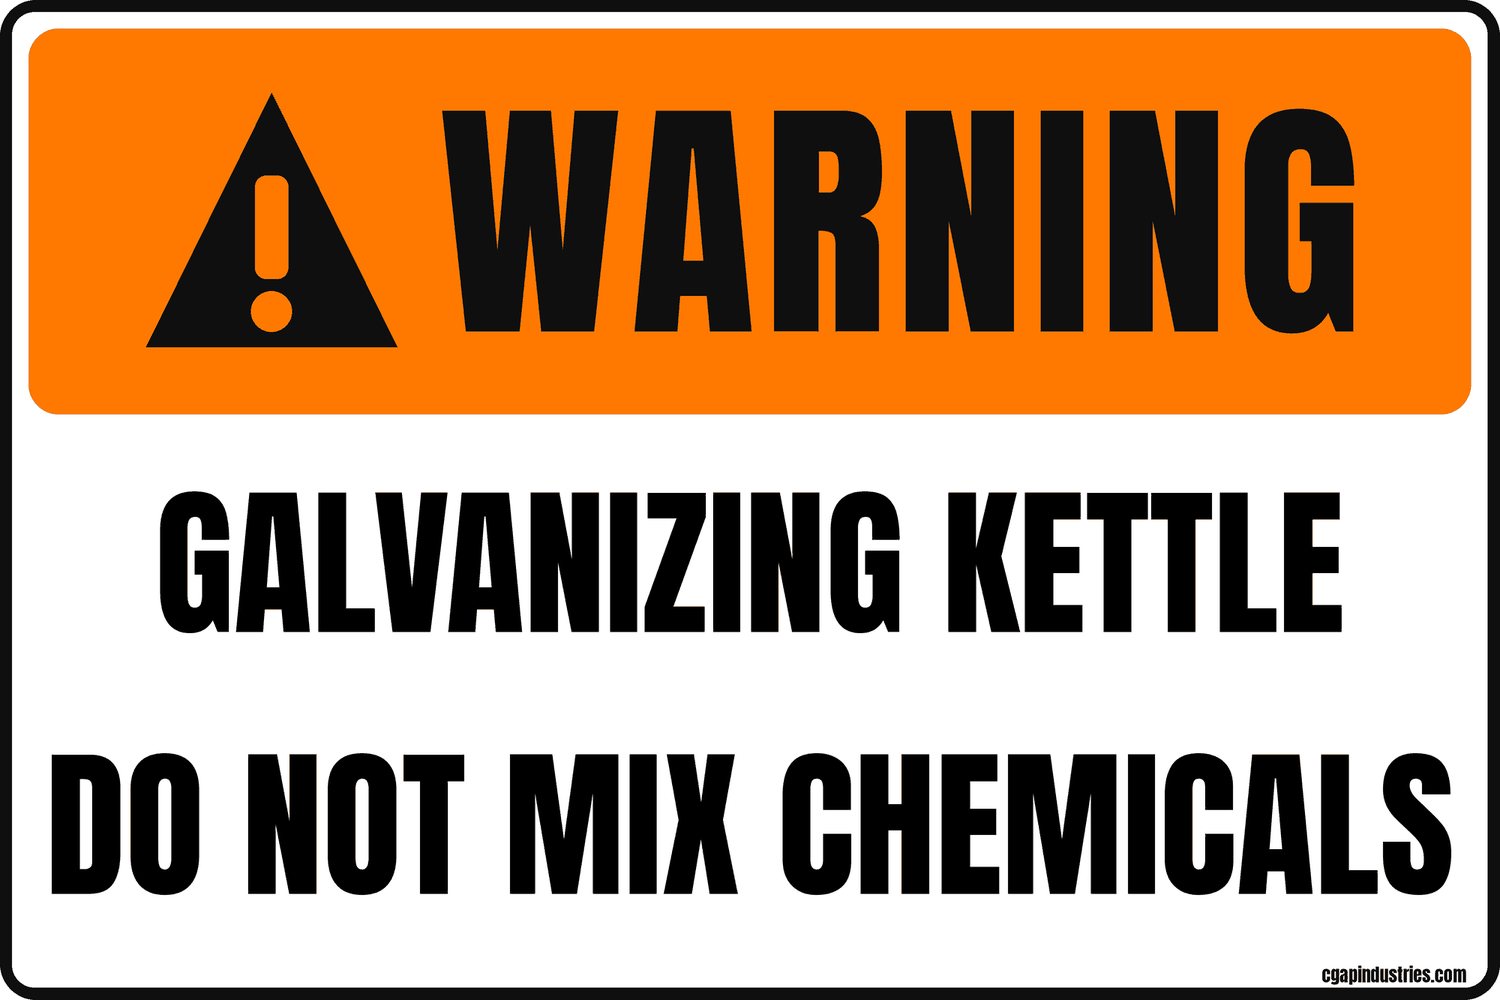 WARNING
GALVANIZING KETTLE
DO NOT MIX CHEMICALS
cgapindustries.com